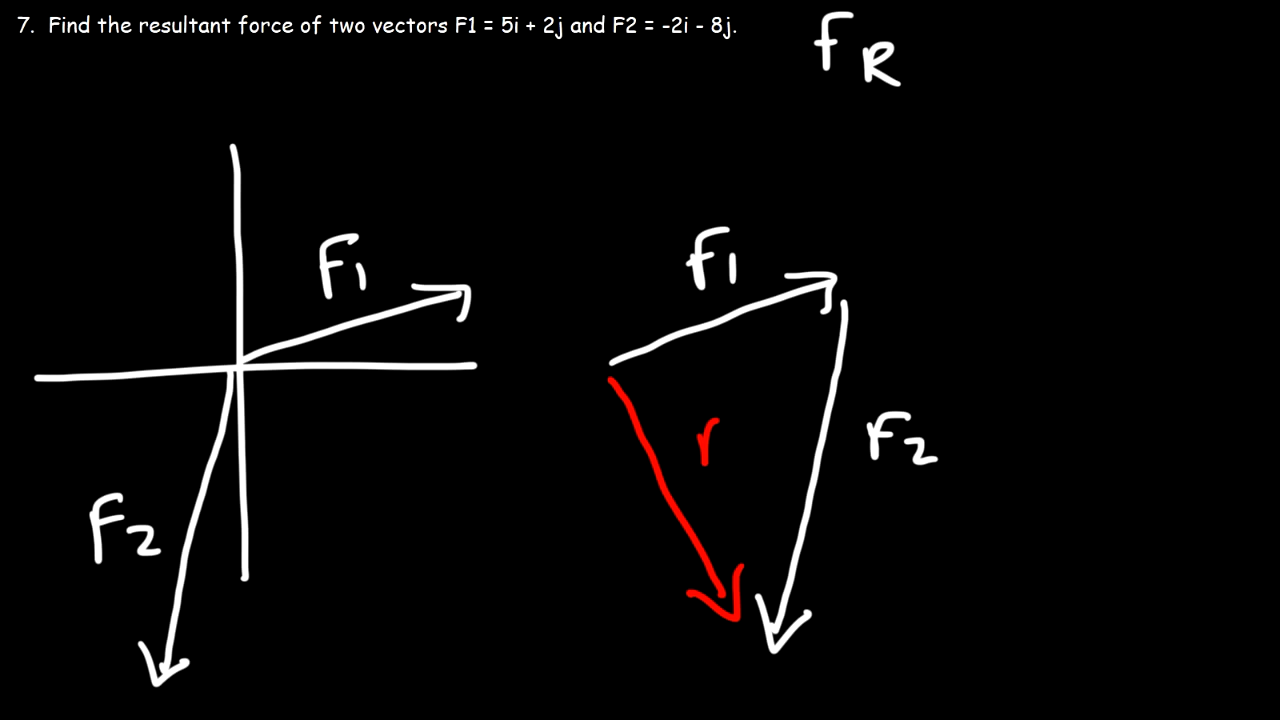 7. Find the resultant force of two vectors F1 = 5i + 2j and F2 = -2i - 8j.
fR
F1
f1
r
F2
F2